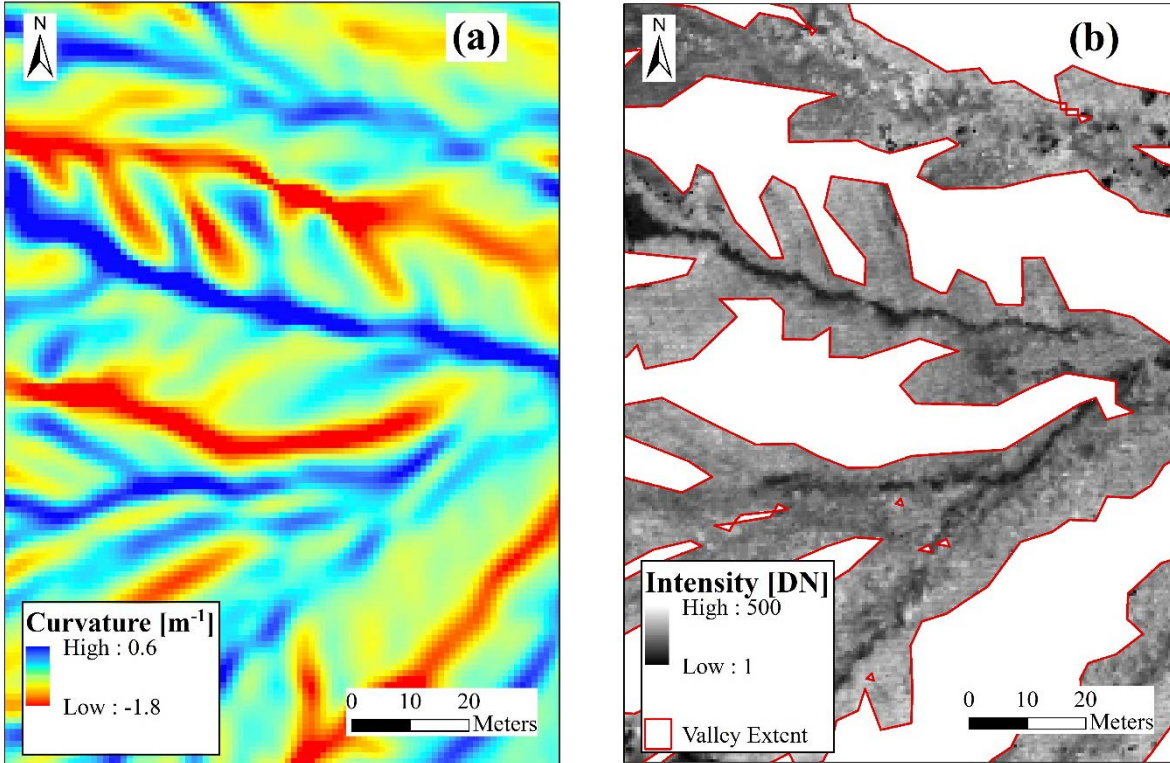 N
(a)
Curvature [m⁻¹]
High : 0.6
Low : -1.8
0 10 20
Meters
N
(b)
Intensity [DN]
High : 500
Low : 1
Valley Extent
0 10 20
Meters